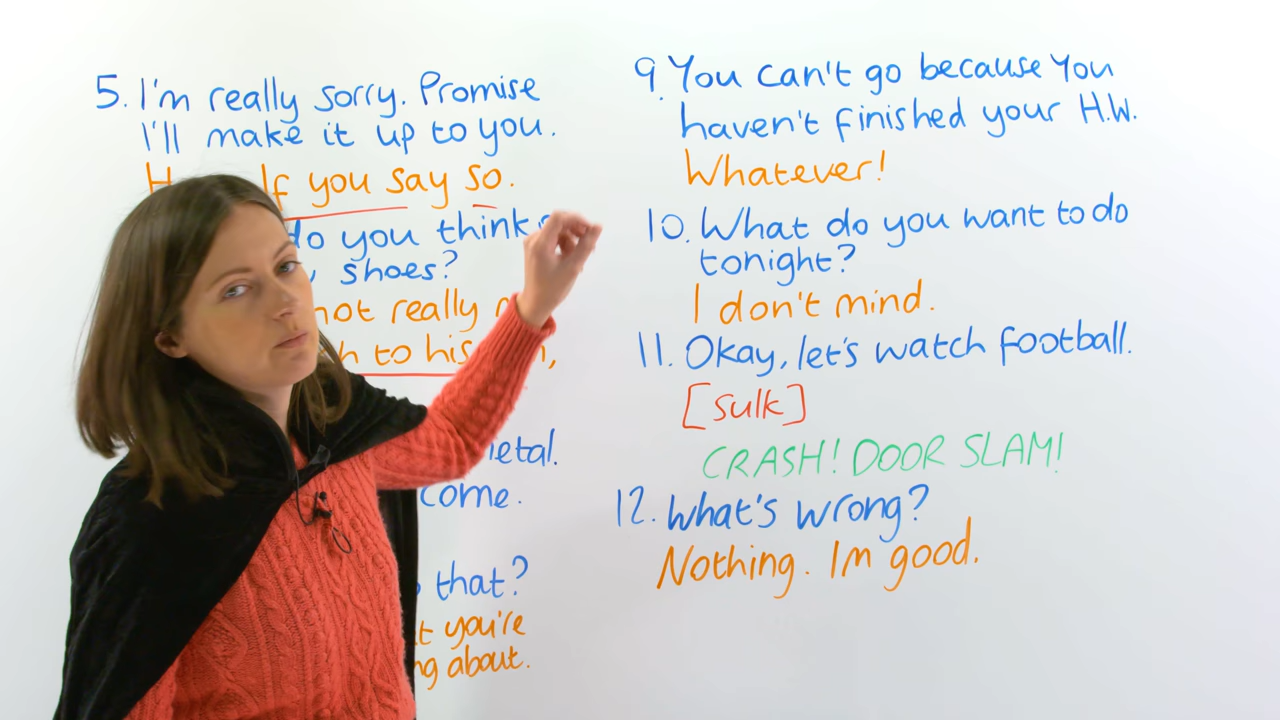 5. I'm really sorry. Promise
I'll make it up to you.
If you say so.
do you think
shoes?
not really
to his
come.
that?
you're
about.
9. You can't go because You
haven't finished your H.W.
Whatever!
10. What do you want to do
tonight?
I don't mind.
11. Okay, let's watch football.
[sulk]
CRASH! DOOR SLAM!
12. What's wrong?
Nothing. Im good.